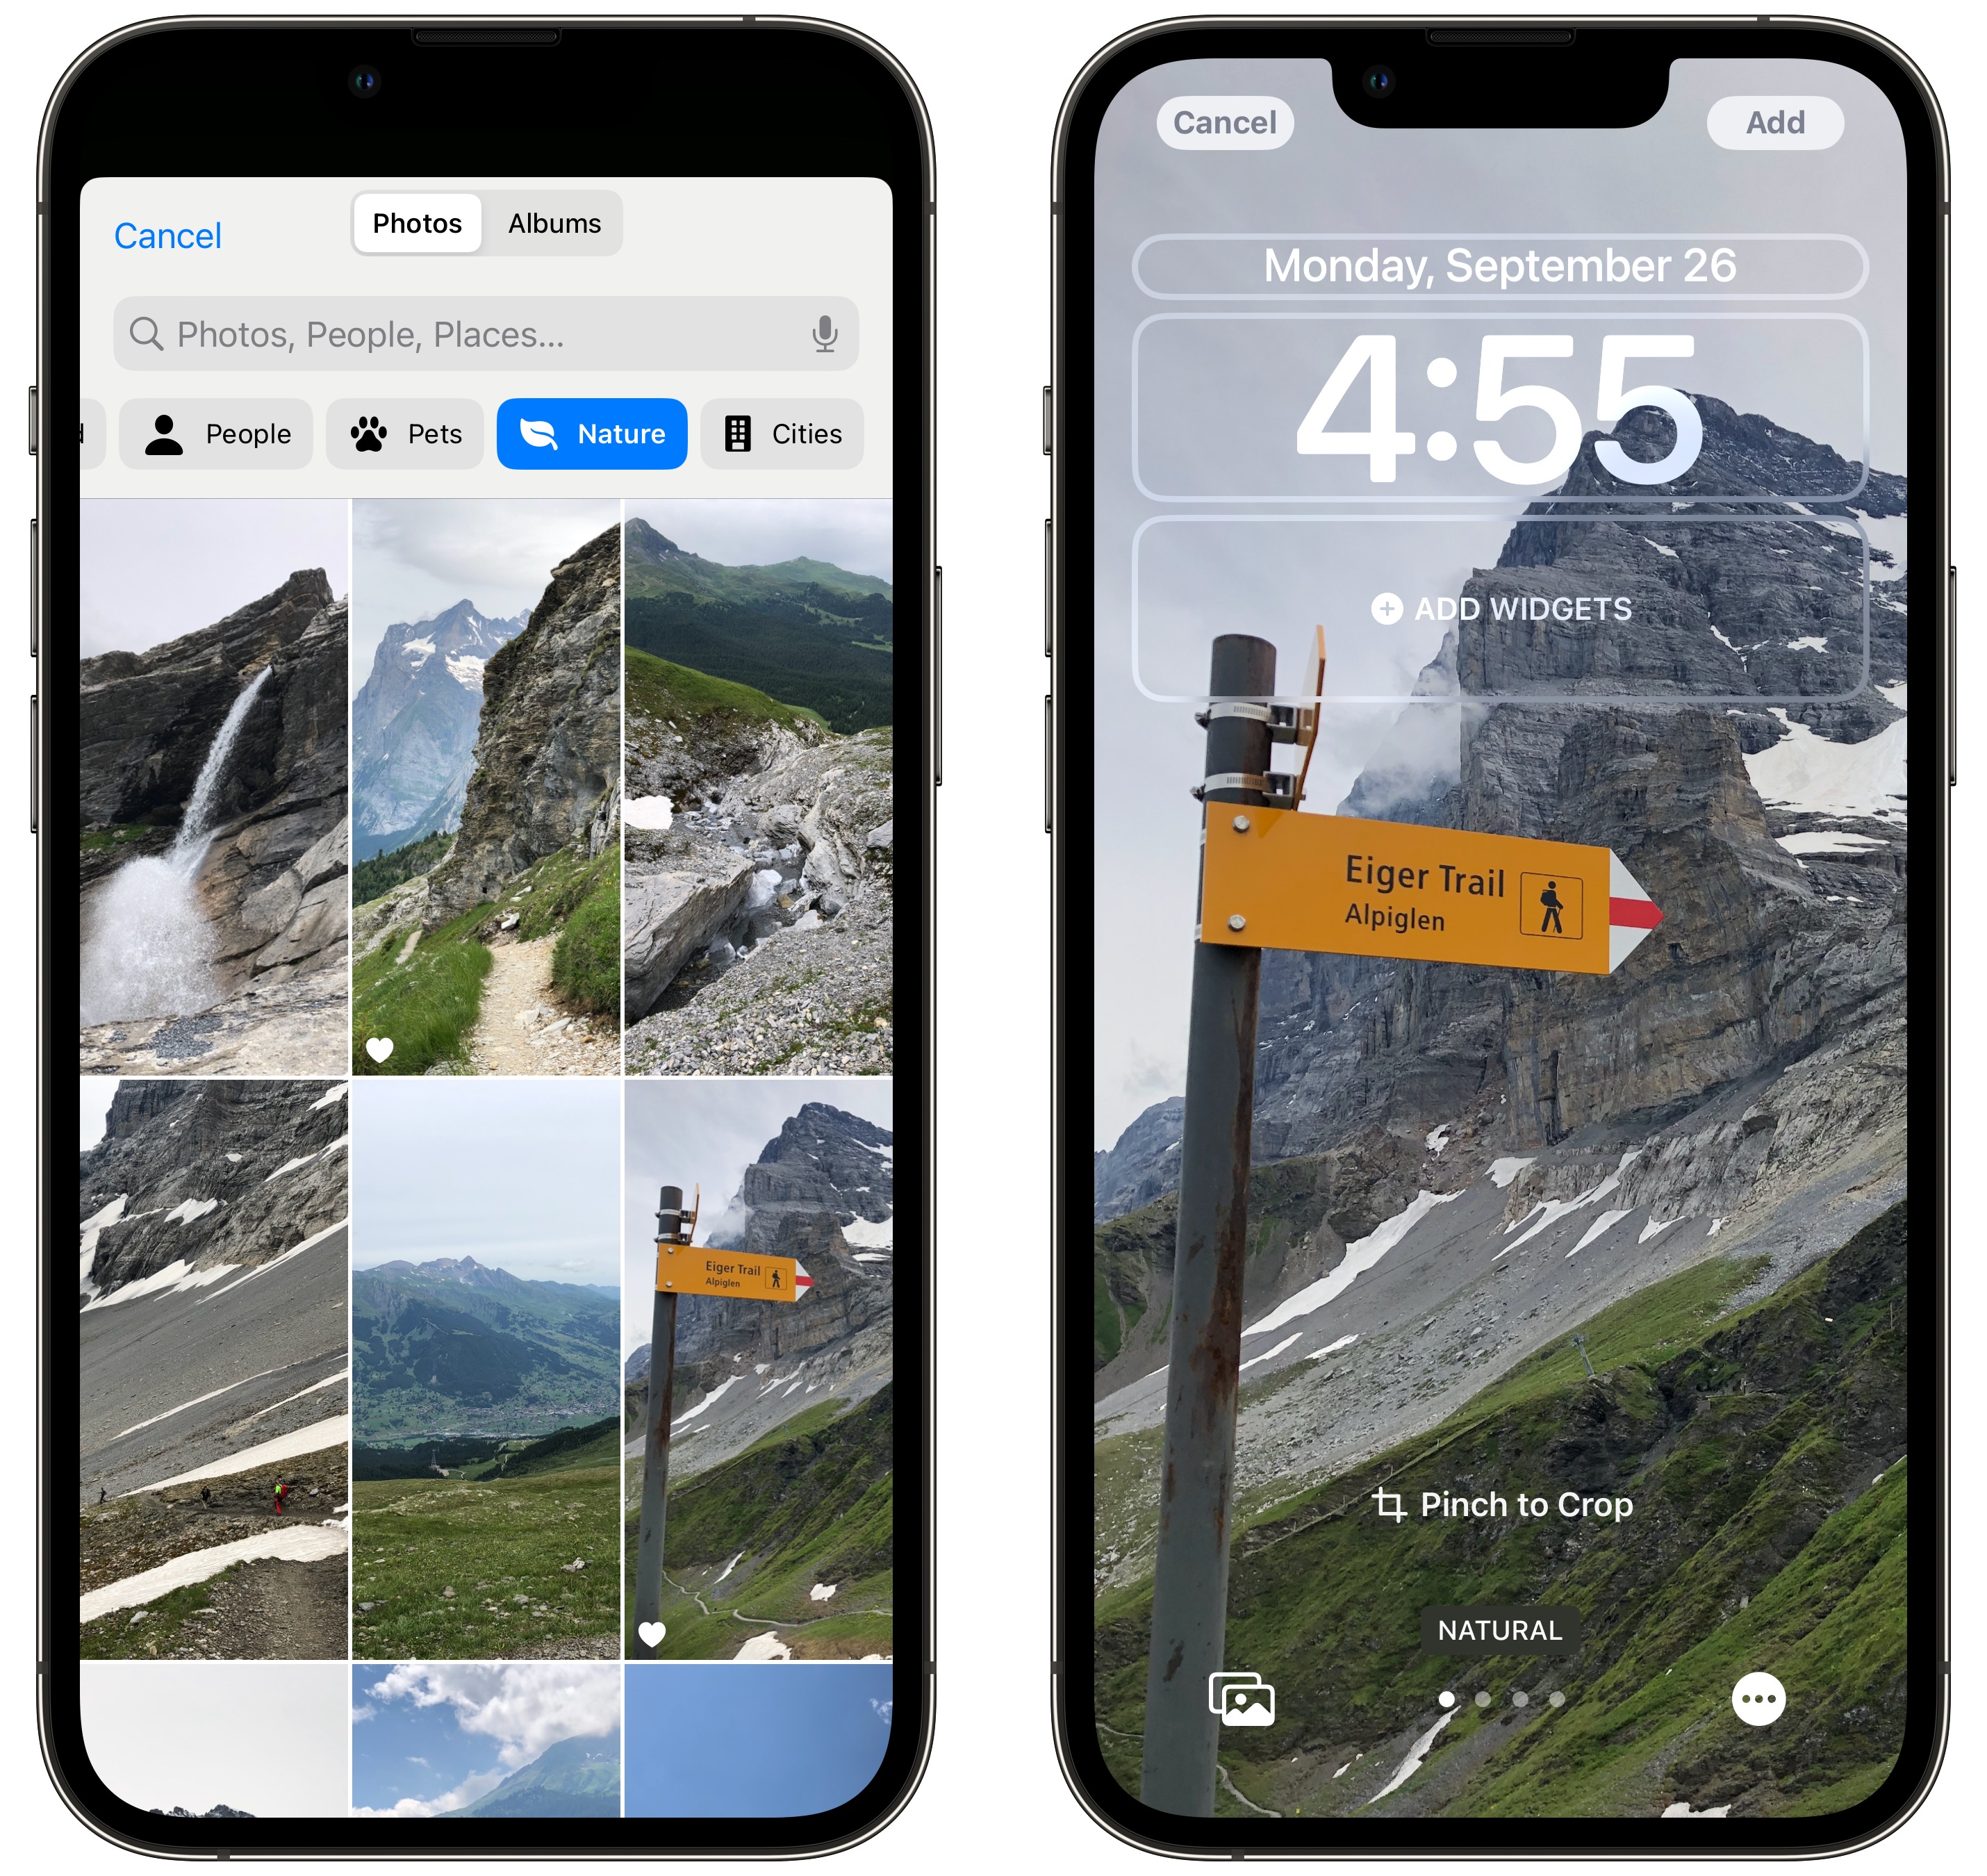 Cancel
Photos
Albums
Photos, People, Places...
People
Pets
Nature
Cities
Eiger Trail
Alpiglen
Cancel
Add
Monday, September 26
4:55
ADD WIDGETS
Eiger Trail
Alpiglen
Pinch to Crop
NATURAL